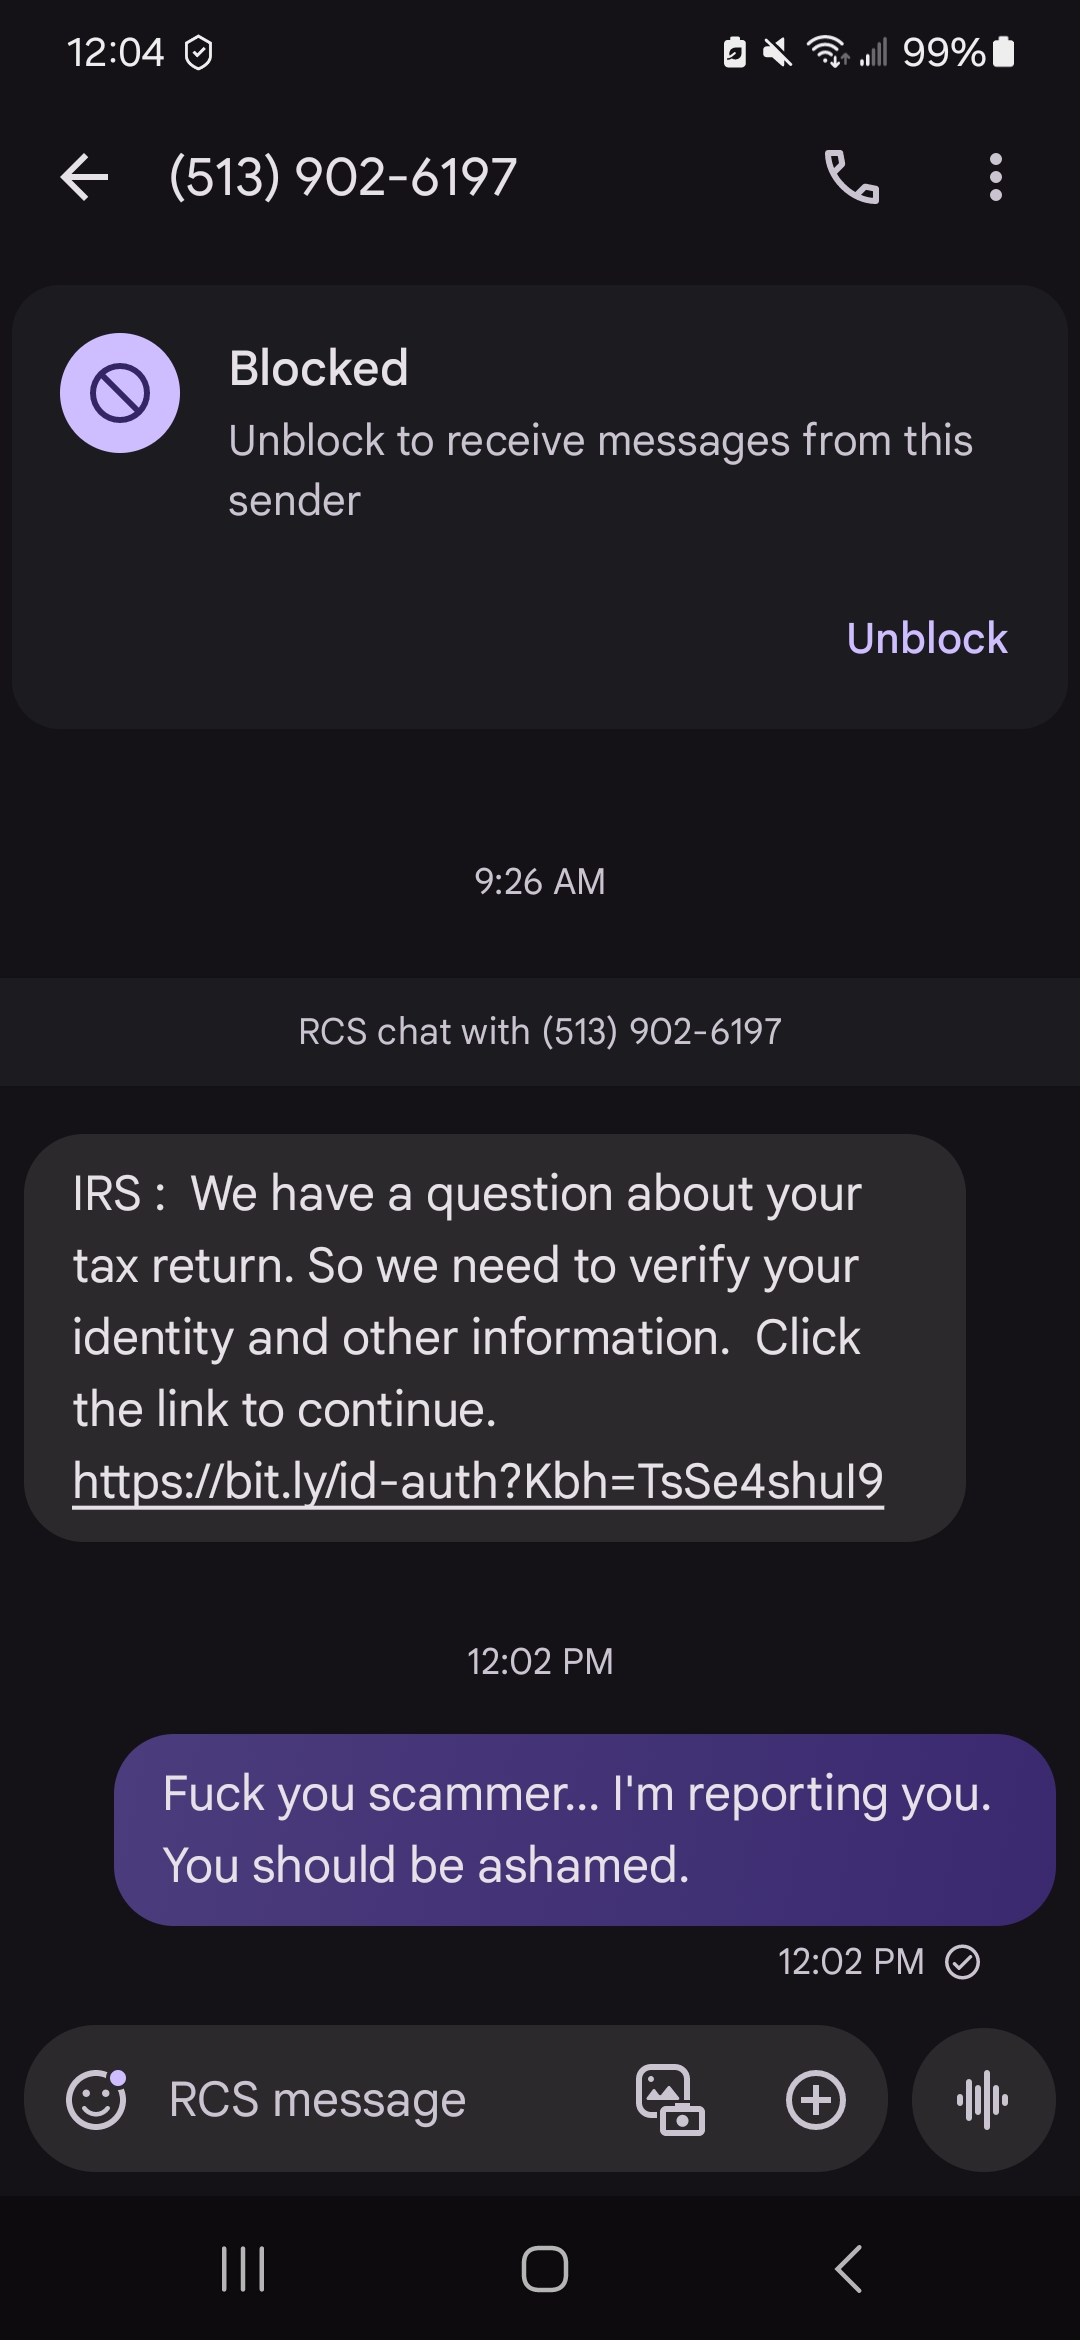 12:04
99%
(513) 902-6197
Blocked
Unblock to receive messages from this
sender
Unblock
9:26 AM
RCS chat with (513) 902-6197
IRS :  We have a question about your
tax return. So we need to verify your
identity and other information.  Click
the link to continue.
https://bit.ly/id-auth?Kbh=TsSe4shuI9
12:02 PM
Fuck you scammer... I'm reporting you.
You should be ashamed.
12:02 PM
RCS message